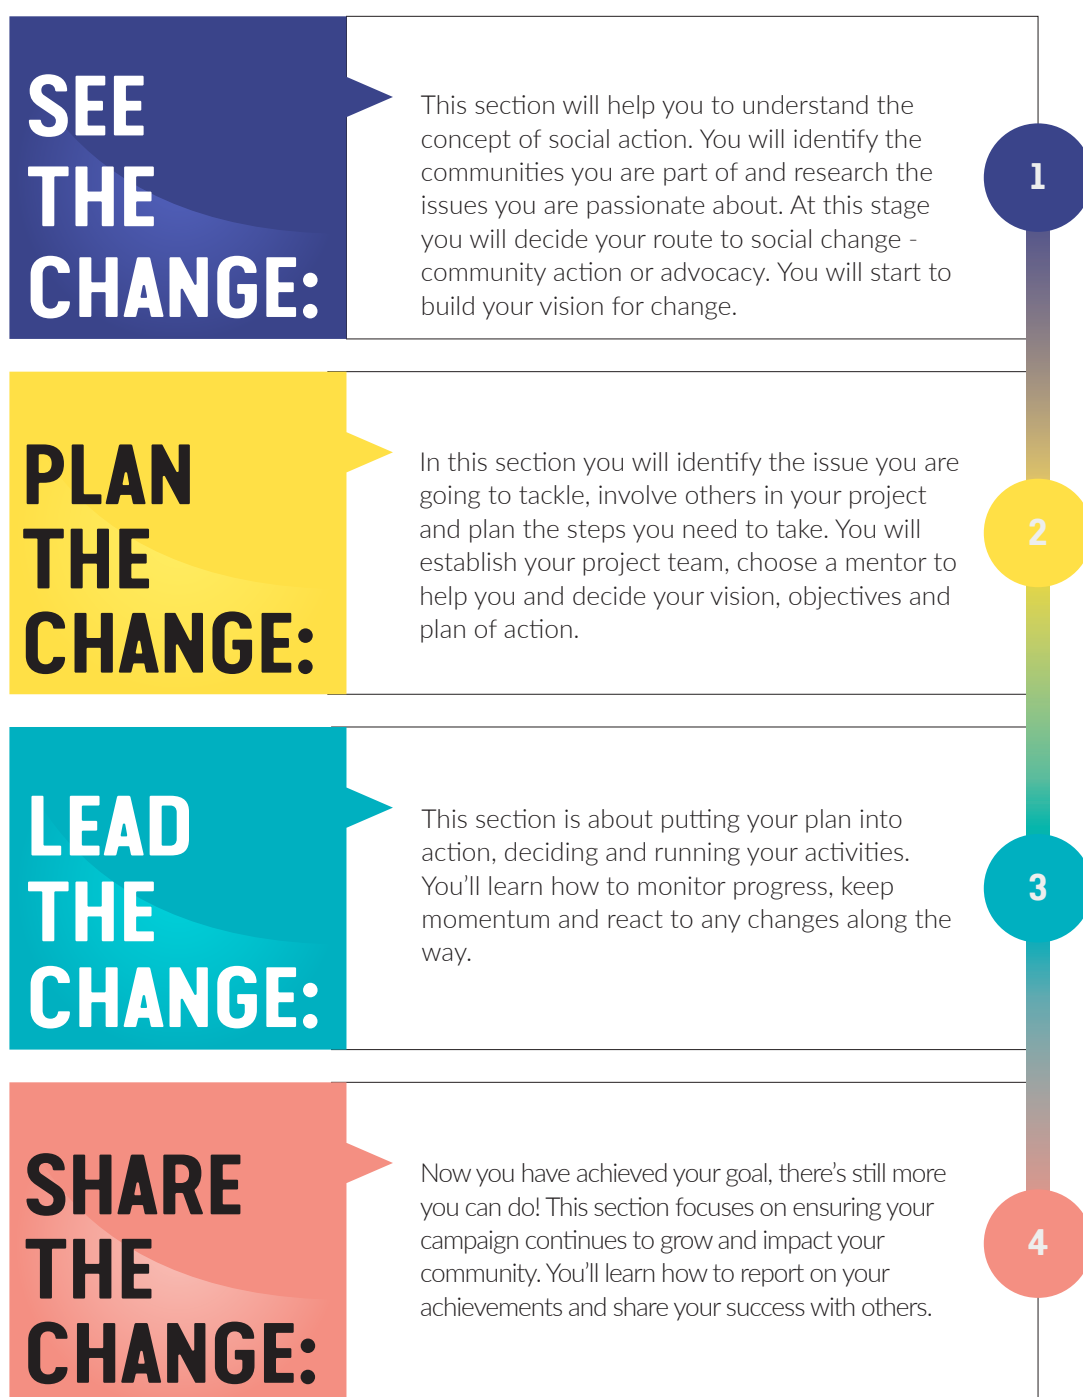 SEE
THE
CHANGE:
This section will help you to understand the
concept of social action. You will identify the
communities you are part of and research the
issues you are passionate about. At this stage
you will decide your route to social change -
community action or advocacy. You will start to
build your vision for change.
1
PLAN
THE
CHANGE:
In this section you will identify the issue you are
going to tackle, involve others in your project
and plan the steps you need to take. You will
establish your project team, choose a mentor to
help you and decide your vision, objectives and
plan of action.
2
LEAD
THE
CHANGE:
This section is about putting your plan into
action, deciding and running your activities.
You’ll learn how to monitor progress, keep
momentum and react to any changes along the
way.
3
SHARE
THE
CHANGE:
Now you have achieved your goal, there’s still more
you can do! This section focuses on ensuring your
campaign continues to grow and impact your
community. You’ll learn how to report on your
achievements and share your success with others.
4